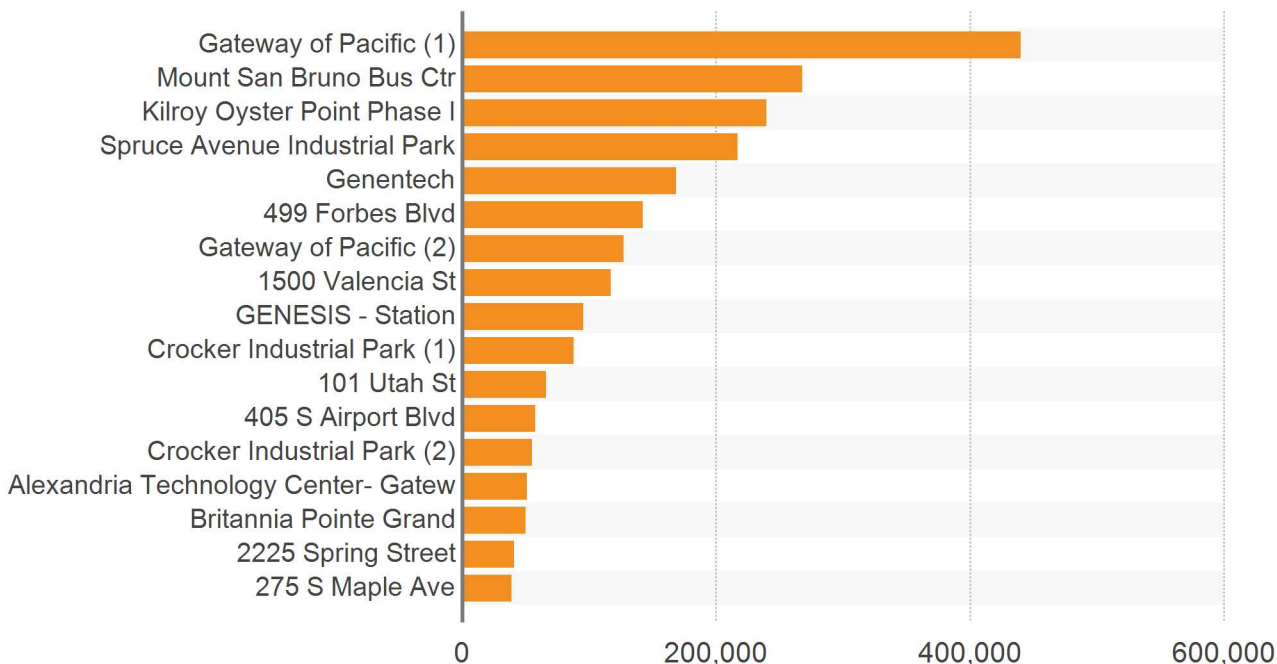 Gateway of Pacific (1)
Mount San Bruno Bus Ctr
Kilroy Oyster Point Phase I
Spruce Avenue Industrial Park
Genentech
499 Forbes Blvd
Gateway of Pacific (2)
1500 Valencia St
GENESIS - Station
Crocker Industrial Park (1)
101 Utah St
405 S Airport Blvd
Crocker Industrial Park (2)
Alexandria Technology Center- Gatew
Britannia Pointe Grand
2225 Spring Street
275 S Maple Ave
0 200,000 400,000 600,000